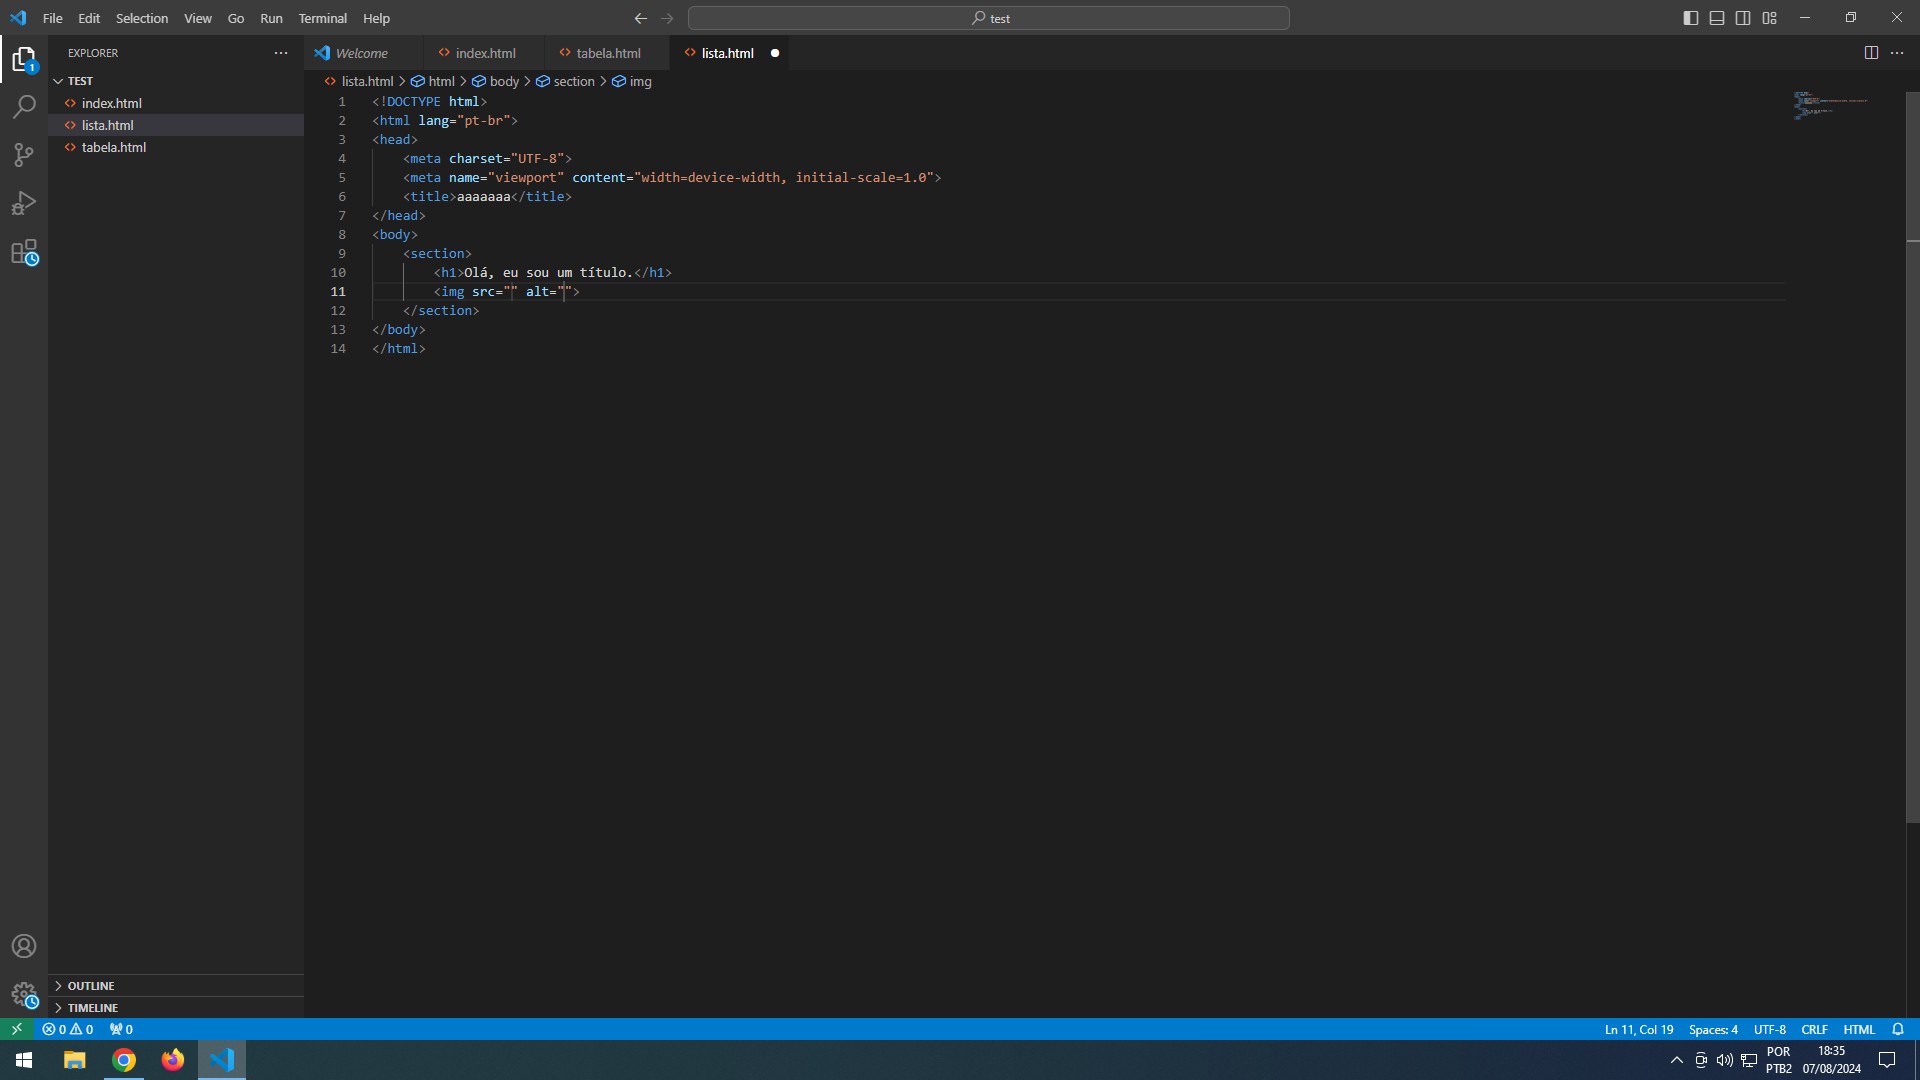 File Edit Selection View Go Run Terminal Help test
EXPLORER
Welcome index.html tabela.html lista.html
TEST
index.html
lista.html
tabela.html
lista.html > html > body > section > img
1 <!DOCTYPE html>
2 <html lang="pt-br">
3 <head>
4 <meta charset="UTF-8">
5 <meta name="viewport" content="width=device-width, initial-scale=1.0">
6 <title>aaaaaaa</title>
7 </head>
8 <body>
9 <section>
10 <h1>Olá, eu sou um título.</h1>
11 <img src="" alt="">
12 </section>
13 </body>
14 </html>
1
OUTLINE
TIMELINE
0 0 0 Ln 11, Col 19 Spaces: 4 UTF-8 CRLF HTML
POR
PTB2
18:35
07/08/2024